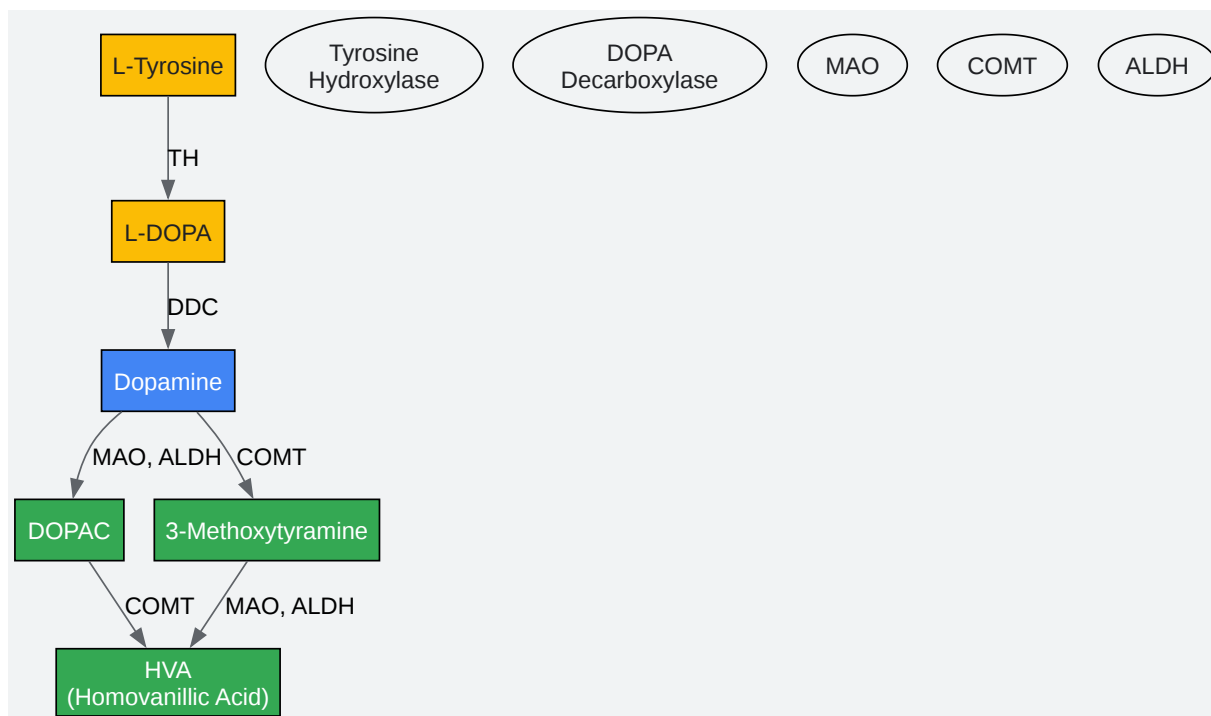 L-Tyrosine
Tyrosine
Hydroxylase
DOPA
Decarboxylase
MAO
COMT
ALDH
TH
L-DOPA
DDC
Dopamine
MAO, ALDH
COMT
DOPAC
3-Methoxytyramine
COMT
MAO, ALDH
HVA
(Homovanillic Acid)